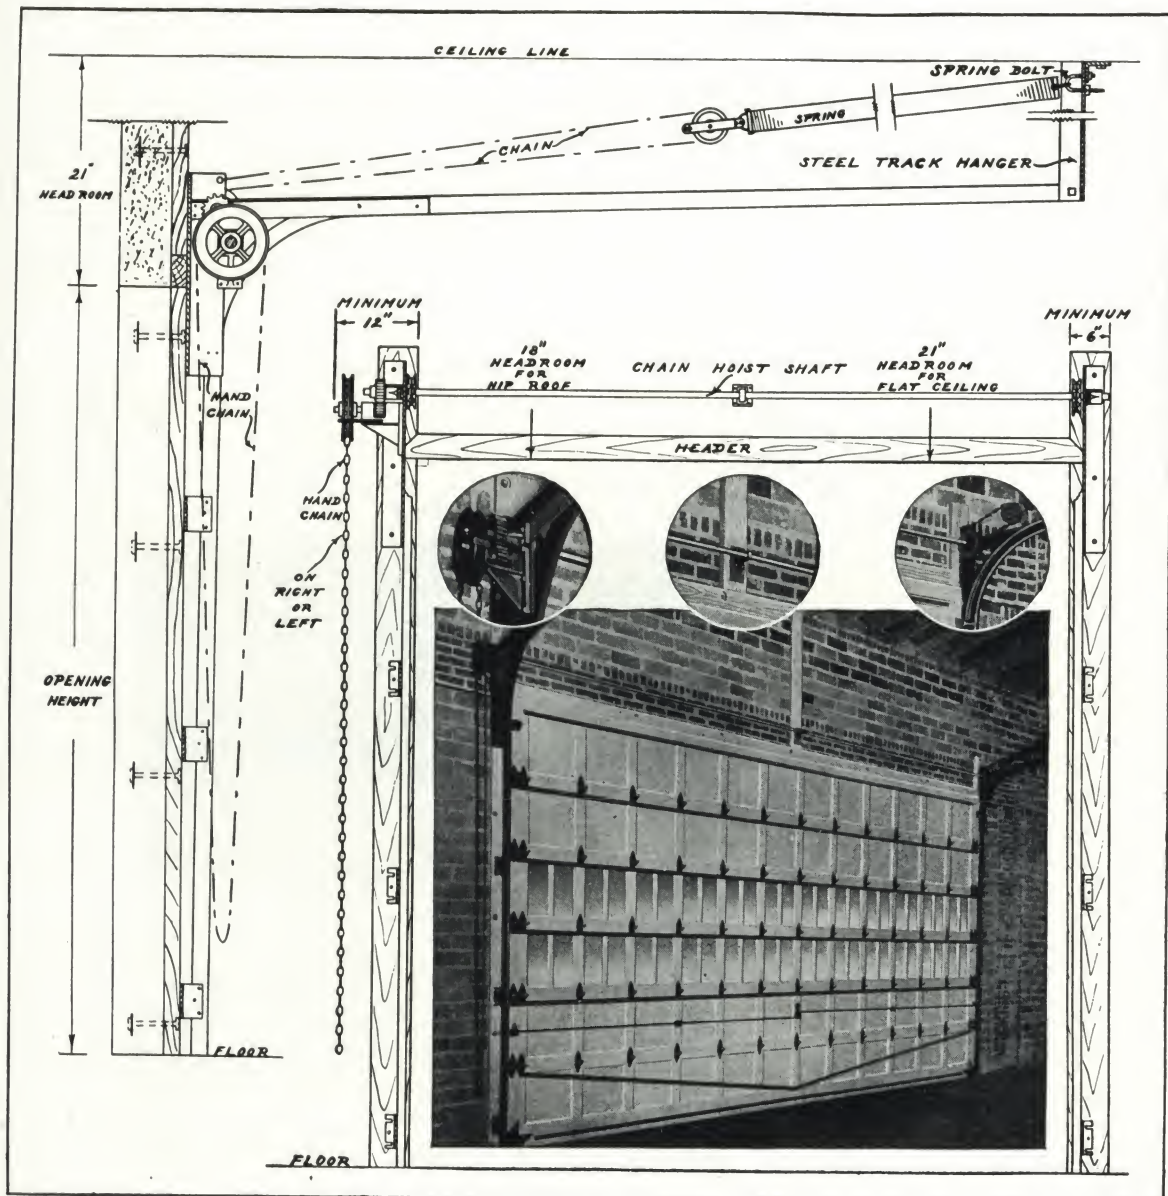 CEILING LINE
SPRING BOLT
SPRING
CHAIN
STEEL TRACK HANGER
21"
HEADROOM
MINIMUM
12"
MINIMUM
6"
18"
HEADROOM
FOR
HIP ROOF
CHAIN HOIST SHAFT
21"
HEADROOM
FOR
FLAT CEILING
HAND
CHAIN
HEADER
HAND
CHAIN
ON
RIGHT
OR
LEFT
OPENING
HEIGHT
FLOOR
FLOOR